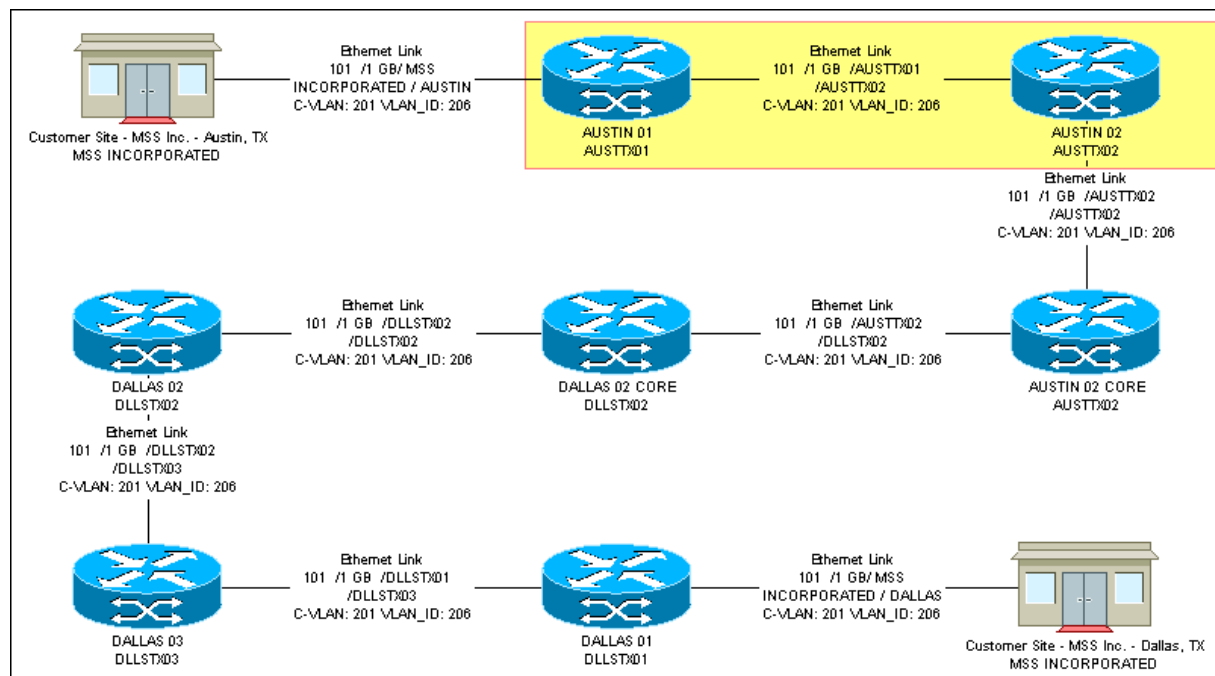 Ethernet Link
101 /1 GB/ MSS
INCORPORATED / AUSTIN
C-VLAN: 201 VLAN_ID: 206
Ethernet Link
101 /1 GB /AUSTTX01
/AUSTTX02
C-VLAN: 201 VLAN_ID: 206
Customer Site - MSS Inc. - Austin, TX
MSS INCORPORATED
AUSTIN 01
AUSTTX01
AUSTIN 02
AUSTTX02
Ethernet Link
101 /1 GB /AUSTTX02
/AUSTTX02
C-VLAN: 201 VLAN_ID: 206
Ethernet Link
101 /1 GB /DLLSTX02
/DLLSTX02
C-VLAN: 201 VLAN_ID: 206
Ethernet Link
101 /1 GB /AUSTTX02
/DLLSTX02
C-VLAN: 201 VLAN_ID: 206
DALLAS 02
DLLSTX02
DALLAS 02 CORE
DLLSTX02
AUSTIN 02 CORE
AUSTTX02
Ethernet Link
101 /1 GB /DLLSTX02
/DLLSTX03
C-VLAN: 201 VLAN_ID: 206
Ethernet Link
101 /1 GB /DLLSTX01
/DLLSTX03
C-VLAN: 201 VLAN_ID: 206
Ethernet Link
101 /1 GB/ MSS
INCORPORATED / DALLAS
C-VLAN: 201 VLAN_ID: 206
DALLAS 03
DLLSTX03
DALLAS 01
DLLSTX01
Customer Site - MSS Inc. - Dallas, TX
MSS INCORPORATED